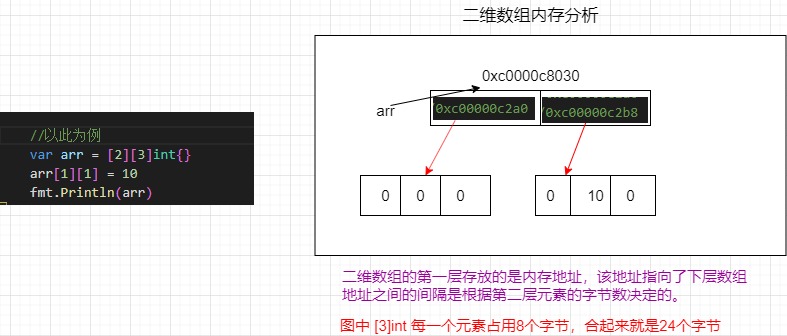 二维数组内存分析
//以此为例
var arr = [2][3]int{}
arr[1][1] = 10
fmt.Println(arr)
0xc0000c8030
arr
0xc00000c2a0 0xc00000c2b8
0 0 0 0 10 0
二维数组的第一层存放的是内存地址，该地址指向了下层数组
地址之间的间隔是根据第二层元素的字节数决定的。
图中 [3]int 每一个元素占用8个字节，合起来就是24个字节